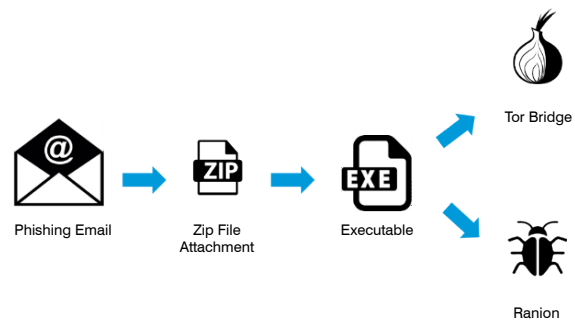 @
ZIP
EXE
Tor Bridge
Phishing Email
Zip File
Attachment
Executable
Ranion